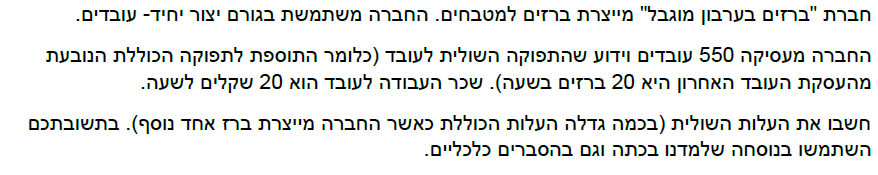 חברת "ברזים בערבון מוגבל" מייצרת ברזים למטבחים. החברה משתמשת בגורם יצור יחיד- עובדים.
החברה מעסיקה 550 עובדים וידוע שהתפוקה השולית לעובד (כלומר התוספת לתפוקה הכוללת הנובעת
מהעסקת העובד האחרון היא 20 ברזים בשעה). שכר העבודה לעובד הוא 20 שקלים לשעה.
חשבו את העלות השולית (בכמה גדלה העלות הכוללת כאשר החברה מייצרת ברז אחד נוסף). בתשובתכם
השתמשו בנוסחה שלמדנו בכתה וגם בהסברים כלכליים.